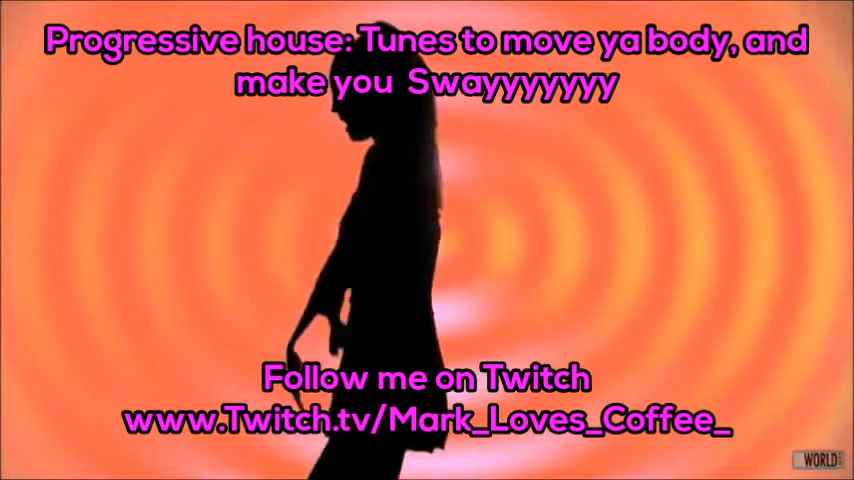 Progressive house: Tunes to move ya body, and
make you Swayyyyyyy
Follow me on Twitch
www.Twitch.tv/Mark_Loves_Coffee_
WORLD